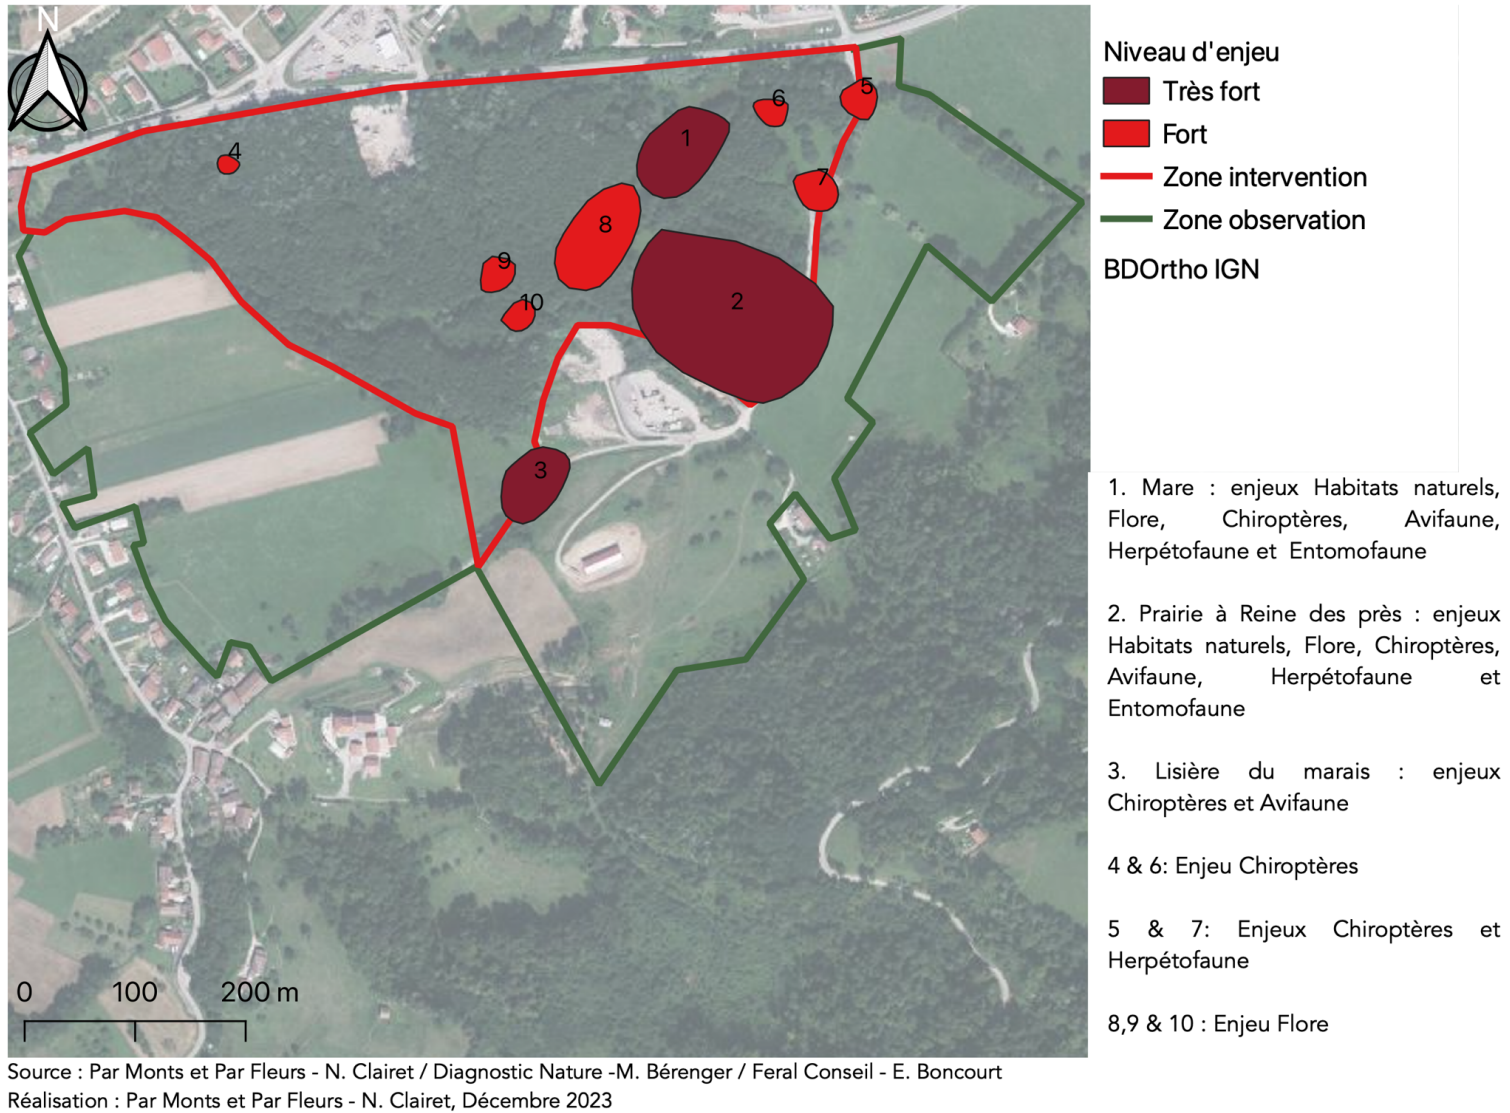 N
Niveau d'enjeu
Très fort
Fort
Zone intervention
Zone observation
BDOrtho IGN
5
6
1
4
7
8
9
2
10
3
1. Mare : enjeux Habitats naturels,
Flore, Chiroptères, Avifaune,
Herpétofaune et Entomofaune
2. Prairie à Reine des près : enjeux
Habitats naturels, Flore, Chiroptères,
Avifaune, Herpétofaune et
Entomofaune
3. Lisière du marais : enjeux
Chiroptères et Avifaune
4 & 6: Enjeu Chiroptères
5 & 7: Enjeux Chiroptères et
Herpétofaune
8,9 & 10 : Enjeu Flore
0 100 200 m
Source : Par Monts et Par Fleurs - N. Clairet / Diagnostic Nature -M. Bérenger / Feral Conseil - E. Boncourt
Réalisation : Par Monts et Par Fleurs - N. Clairet, Décembre 2023